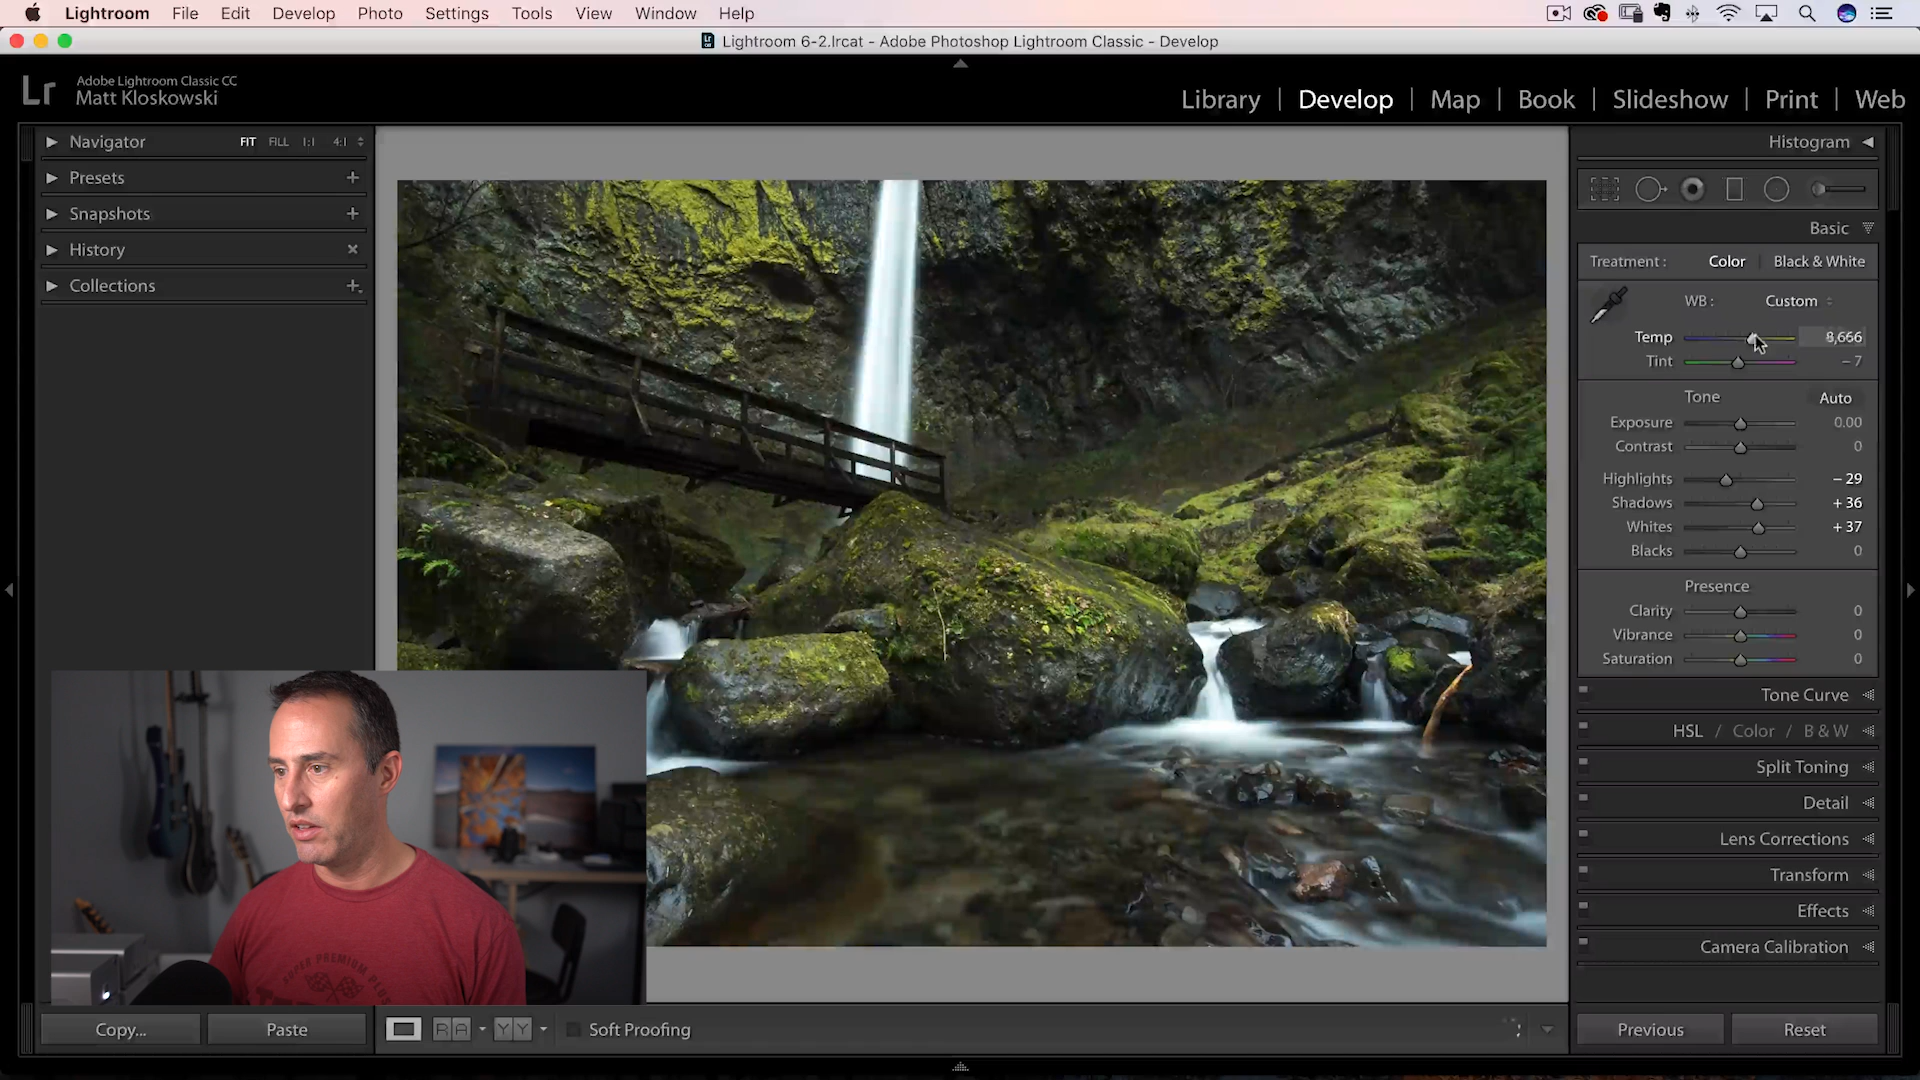 Lightroom File Edit Develop Photo Settings Tools View Window Help
Lightroom 6-2.lrcat - Adobe Photoshop Lightroom Classic - Develop
Lr
Adobe Lightroom Classic CC
Matt Kloskowski
Library | Develop | Map | Book | Slideshow | Print | Web
Navigator FIT FILL 1:1 4:1
Presets
Snapshots
History
Collections
Histogram
Basic
Treatment : Color Black & White
WB : Custom
Temp 8,666
Tint – 7
Tone Auto
Exposure 0.00
Contrast 0
Highlights – 29
Shadows + 36
Whites + 37
Blacks 0
Presence
Clarity 0
Vibrance 0
Saturation 0
Tone Curve
HSL / Color / B & W
Split Toning
Detail
Lens Corrections
Transform
Effects
Camera Calibration
SUPER PREMIUM PLUS
Copy... Paste
R A Y Y Soft Proofing
Previous Reset